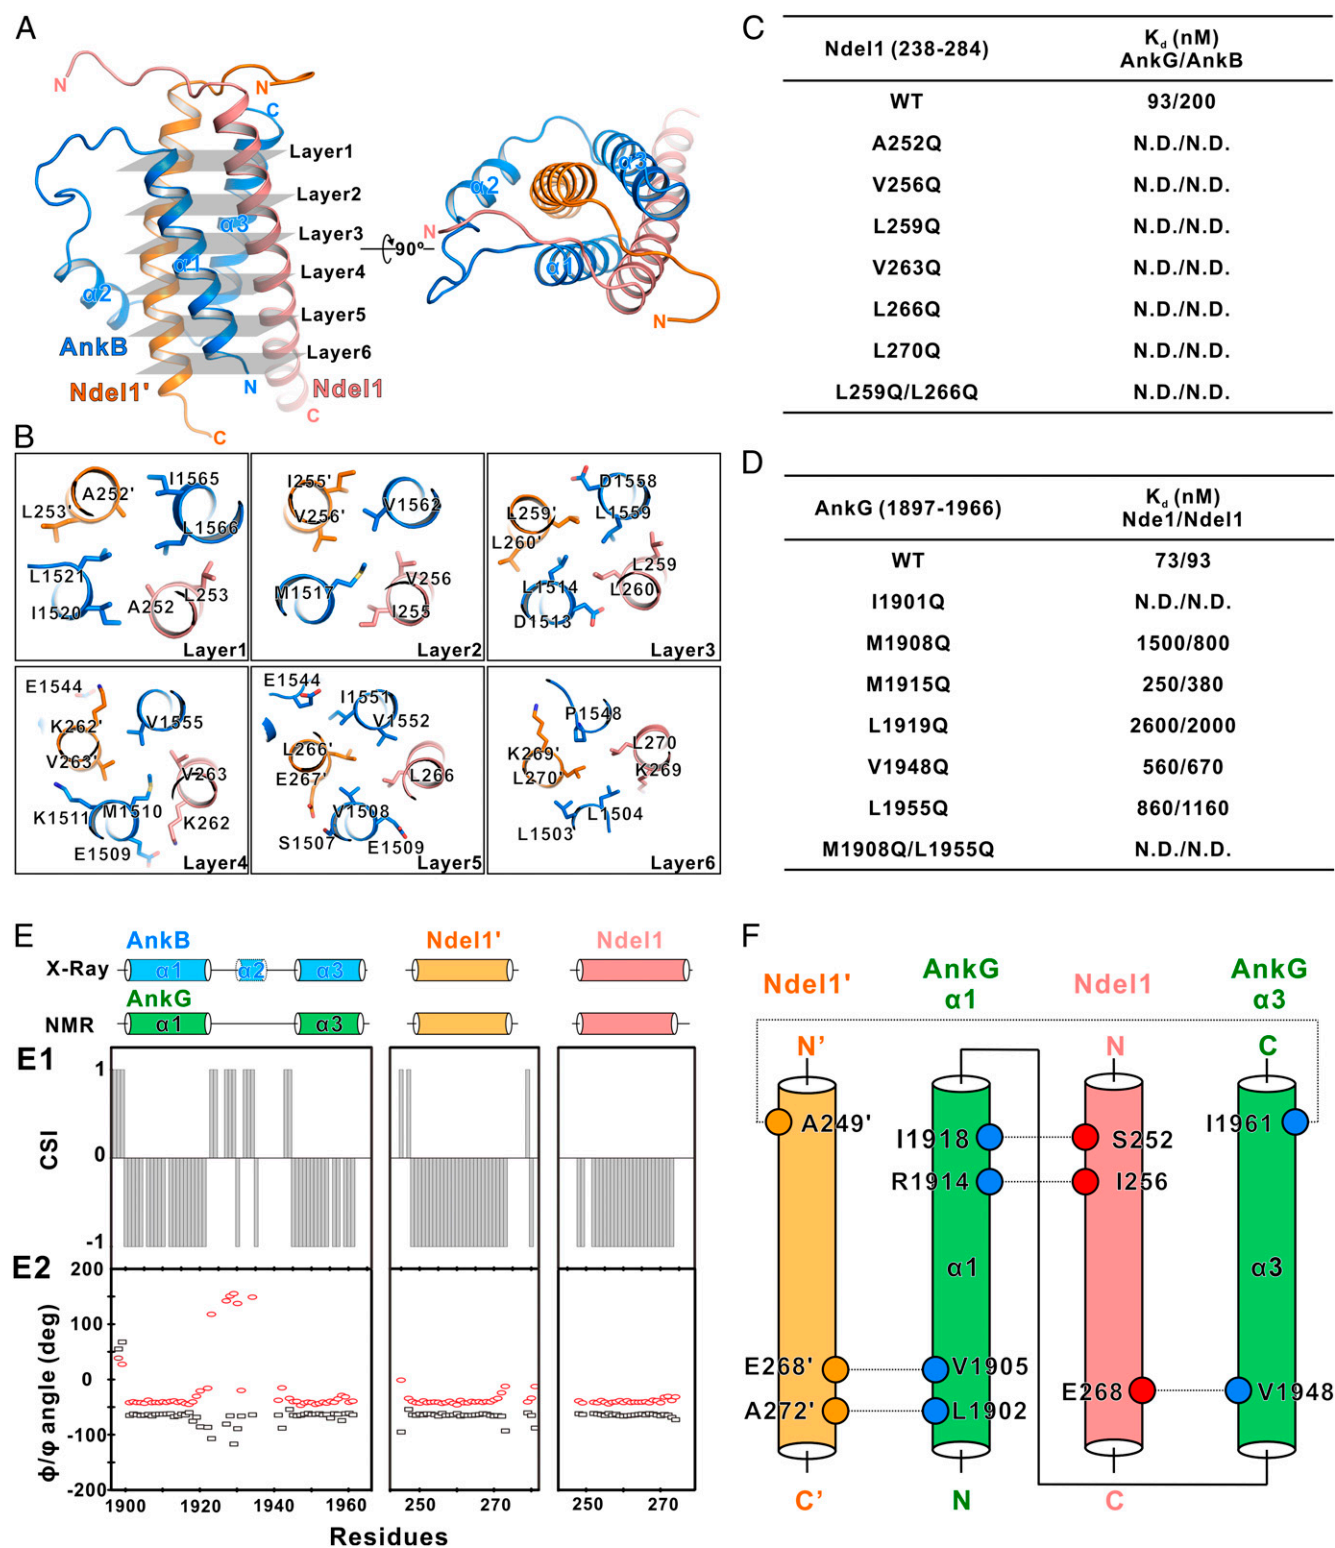 A
N
N
C
Layer1
Layer2
Layer3
Layer4
Layer5
Layer6
α3
α1
α2
AnkB
Ndel1'
Ndel1
N
C
C
90º
α2
α3
α1
N
N
B
L253'
A252'
I1565
L1566
L1521
I1520
A252
L253
Layer1
I255'
V256'
V1562
M1517
V256
I255
Layer2
D1558
L1559
L259'
L260'
L1514
D1513
L259
L260
Layer3
E1544
K262'
V263'
V1555
V263
K1511
M1510
K262
E1509
Layer4
E1544
I1551
V1552
L266'
E267'
L266
V1508
S1507
E1509
Layer5
P1548
L270
K269
K269'
L270'
L1504
L1503
Layer6
C
Ndel1 (238-284) Kd (nM) AnkG/AnkB
WT 93/200
A252Q N.D./N.D.
V256Q N.D./N.D.
L259Q N.D./N.D.
V263Q N.D./N.D.
L266Q N.D./N.D.
L270Q N.D./N.D.
L259Q/L266Q N.D./N.D.
D
AnkG (1897-1966) Kd (nM) Nde1/Ndel1
WT 73/93
I1901Q N.D./N.D.
M1908Q 1500/800
M1915Q 250/380
L1919Q 2600/2000
V1948Q 560/670
L1955Q 860/1160
M1908Q/L1955Q N.D./N.D.
E
AnkB Ndel1' Ndel1
X-Ray α1 α2 α3
AnkG
NMR α1 α3
E1
CSI
1
0
-1
E2
ϕ/φ angle (deg)
200
100
0
-100
-200
1900 1920 1940 1960 250 270 250 270
Residues
F
Ndel1' AnkG α1 Ndel1 AnkG α3
N' N C
A249' I1918 S252 I1961
R1914 I256
α1 α3
E268' V1905 E268 V1948
A272' L1902
C' N C